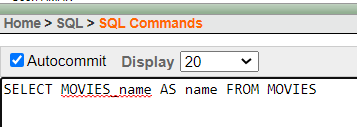 Home > SQL > SQL Commands
Autocommit Display 20
SELECT MOVIES_name AS name FROM MOVIES